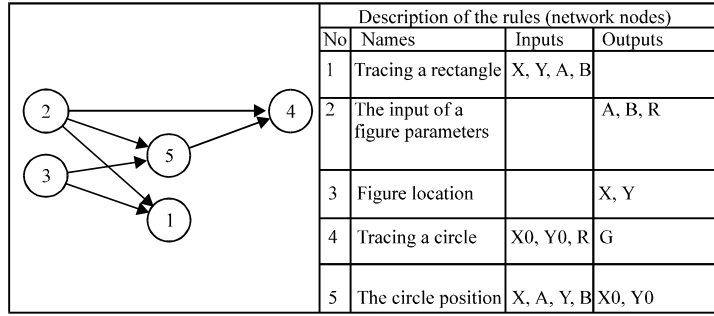 Description of the rules (network nodes)
No Names Inputs Outputs
1 Tracing a rectangle X, Y, A, B
2 The input of a figure parameters A, B, R
3 Figure location X, Y
4 Tracing a circle X0, Y0, R G
5 The circle position X, A, Y, B X0, Y0
2
4
5
3
1